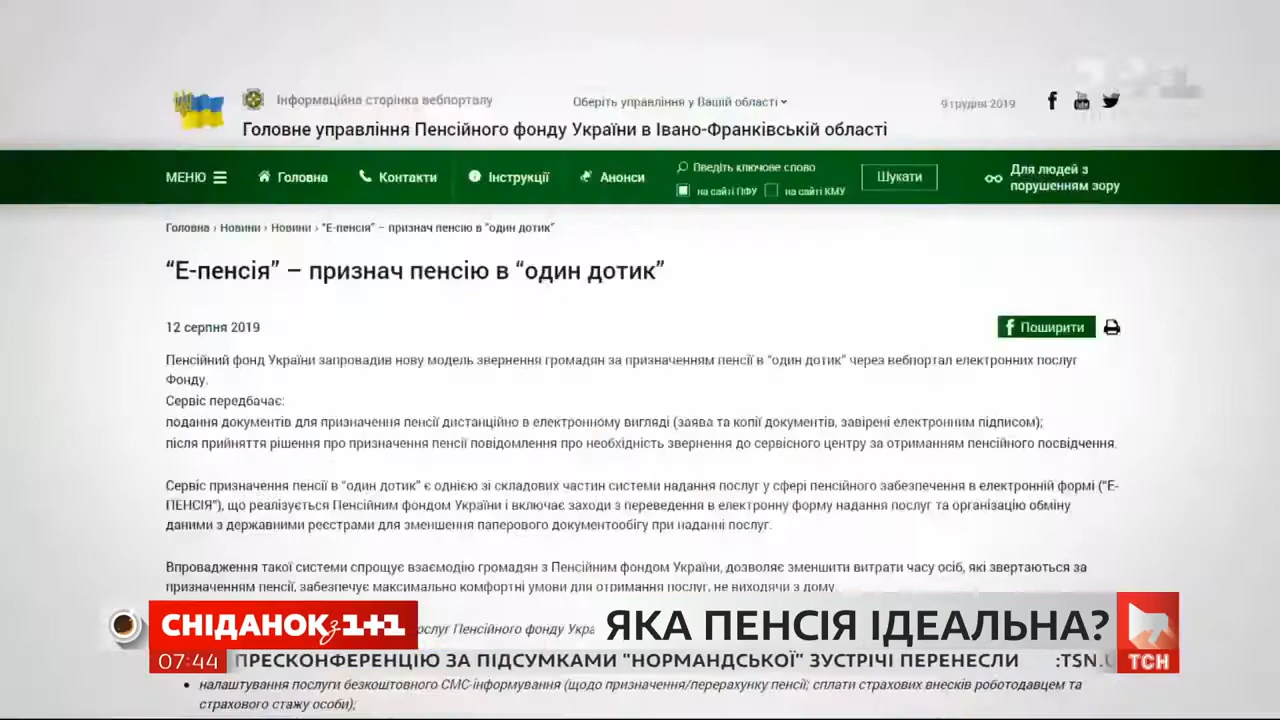 Інформаційна сторінка вебпорталу
Оберіть управління у Вашій області
9 грудня 2019
Головне управління Пенсійного фонду України в Івано-Франківській області
МЕНЮ
Головна
Контакти
Інструкції
Анонси
Введіть ключове слово
на сайті ПФУ
на сайті КМУ
Шукати
Для людей з
порушенням зору
Головна › Новини › Новини › “Е-пенсія” – признач пенсію в “один дотик”
“Е-пенсія” – признач пенсію в “один дотик”
12 серпня 2019
Поширити
Пенсійний фонд України запровадив нову модель звернення громадян за призначенням пенсії в “один дотик” через вебпортал електронних послуг
Фонду.
Сервіс передбачає:
подання документів для призначення пенсії дистанційно в електронному вигляді (заява та копії документів, завірені електронним підписом);
після прийняття рішення про призначення пенсії повідомлення про необхідність звернення до сервісного центру за отриманням пенсійного посвідчення.
Сервіс призначення пенсії в “один дотик” є однією зі складових частин системи надання послуг у сфері пенсійного забезпечення в електронній формі (“Е-
ПЕНСІЯ”), що реалізується Пенсійним фондом України і включає заходи з переведення в електронну форму надання послуг та організацію обміну
даними з державними реєстрами для зменшення паперового документообігу при наданні послуг.
Впровадження такої системи спрощує взаємодію громадян з Пенсійним фондом України, дозволяє зменшити витрати часу осіб, які звертаються за
призначенням пенсії, забезпечує максимально комфортні умови для отримання послуг, не виходячи з дому.
СНІДАНОК з 1+1
послуг Пенсійного фонду Укра
ЯКА ПЕНСІЯ ІДЕАЛЬНА?
07:44
ПРЕСКОНФЕРЕНЦІЮ ЗА ПІДСУМКАМИ "НОРМАНДСЬКОЇ" ЗУСТРІЧІ ПЕРЕНЕСЛИ
:TSN.U
ТСН
• налаштування послуги безкоштовного СМС-інформування (щодо призначення/перерахунку пенсії; сплати страхових внесків роботодавцем та
страхового стажу особи);